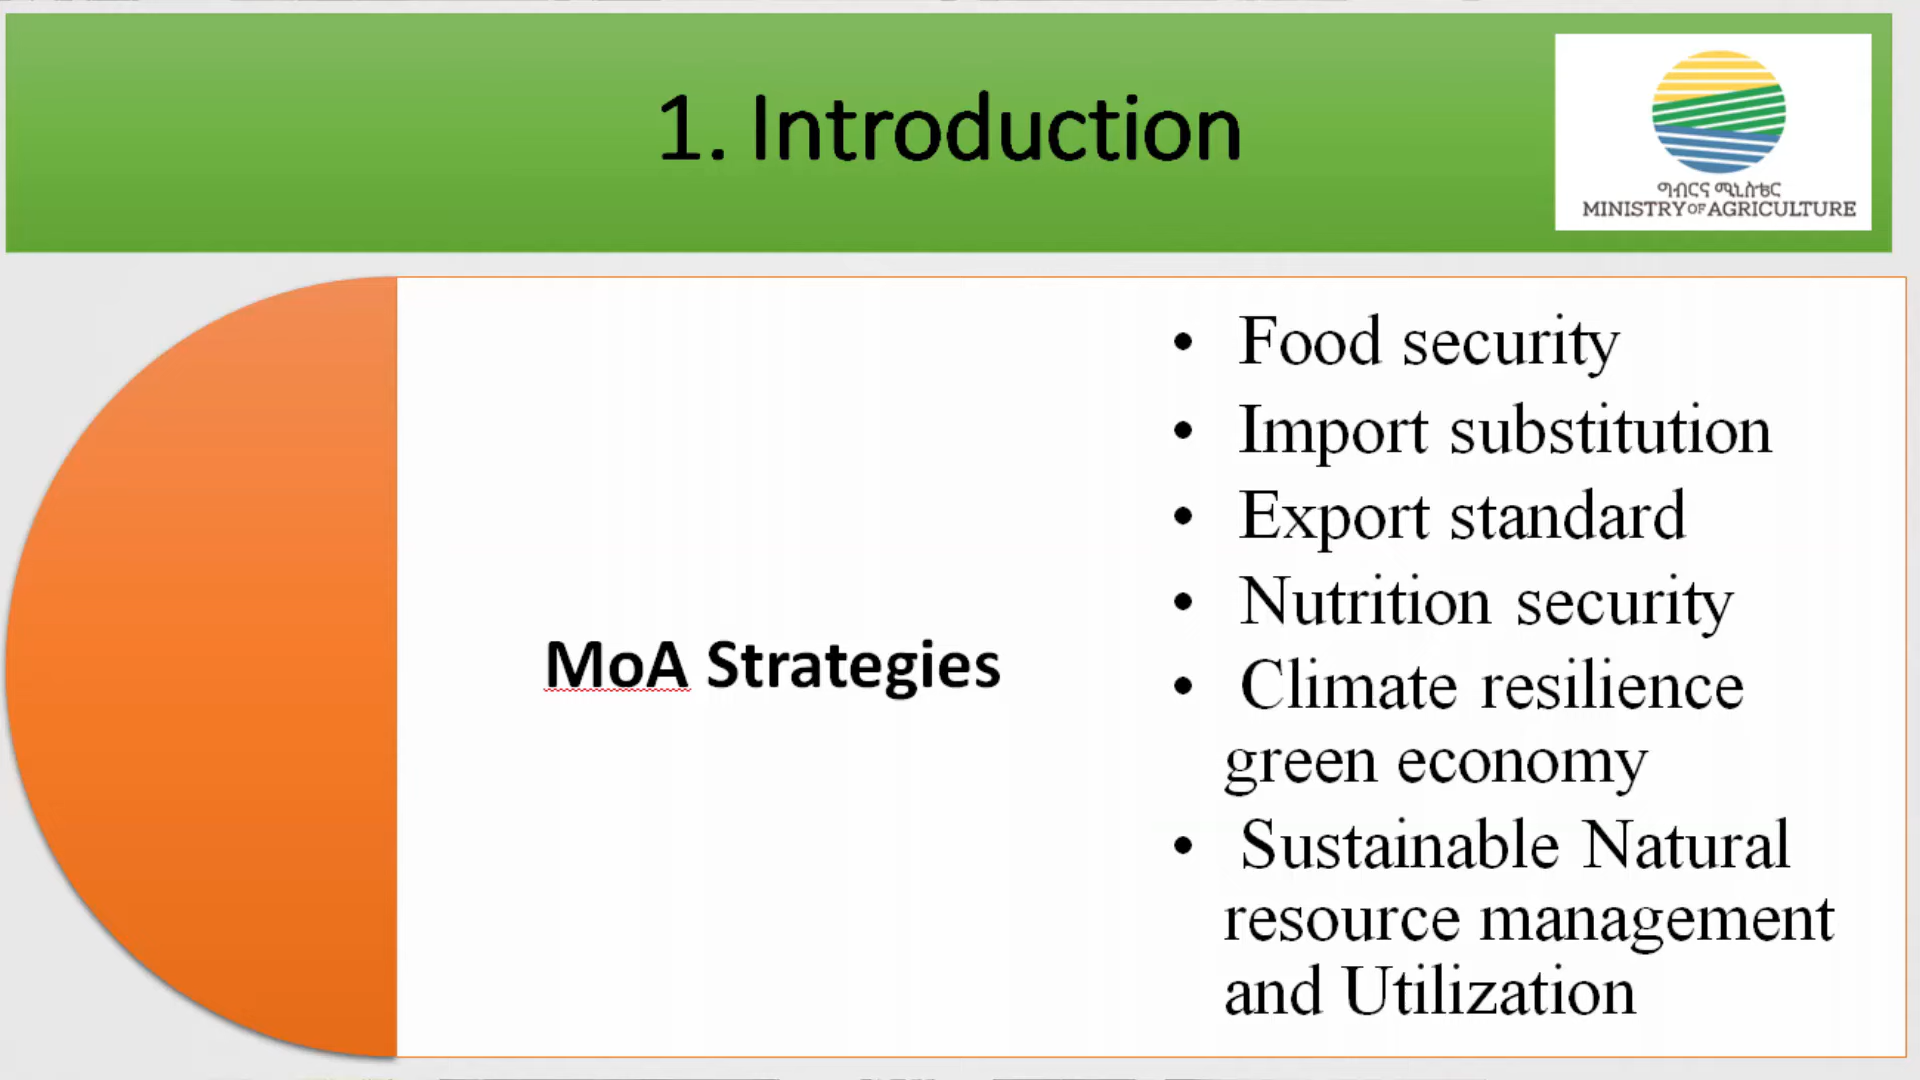 1. Introduction
ግብርና ሚኒስቴር
MINISTRY OF AGRICULTURE
MoA Strategies
• Food security
• Import substitution
• Export standard
• Nutrition security
• Climate resilience
green economy
• Sustainable Natural
resource management
and Utilization